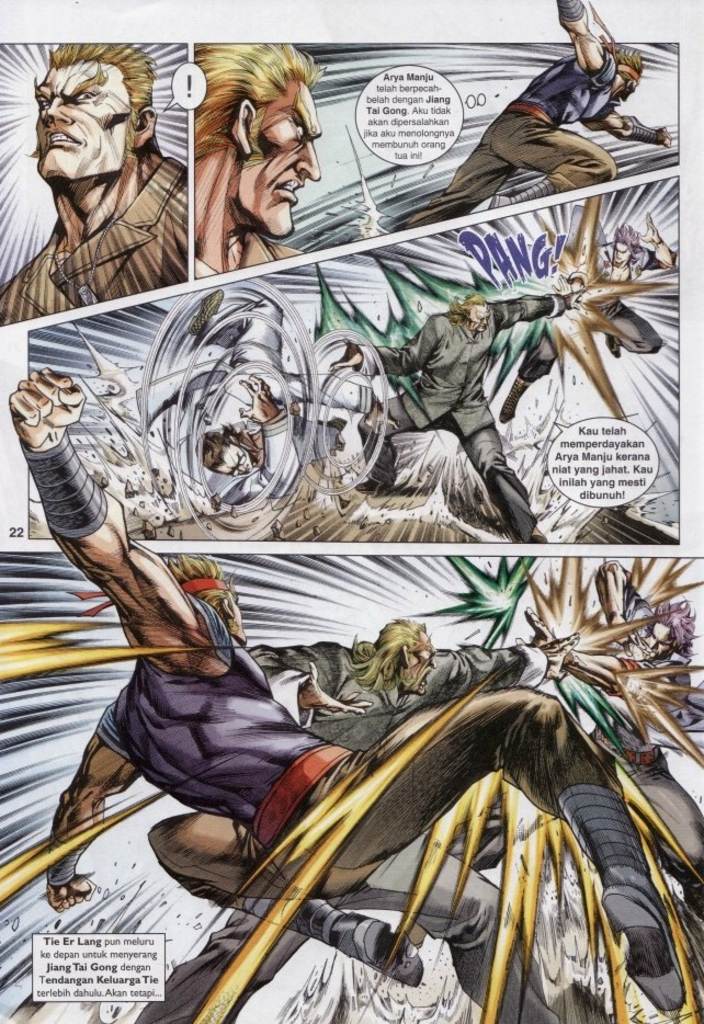 !
Arya Manju
telah berpecah-
belah dengan Jiang
Tai Gong. Aku tidak
dipersalahkan
jika aku menolongnya
membunuh orang
tua ini!
PANG!
Kau telah
memperdayakan
Arya Manju kerana
niat yang jahat. Kau
inilah yang mesti
dibunuh!
22
Tie Er Lang pun meluru
ke depan untuk menyerang
Jiang Tai Gong dengan
Tendangan Keluarga Tie
terlebih dahulu. Akan tetapi...